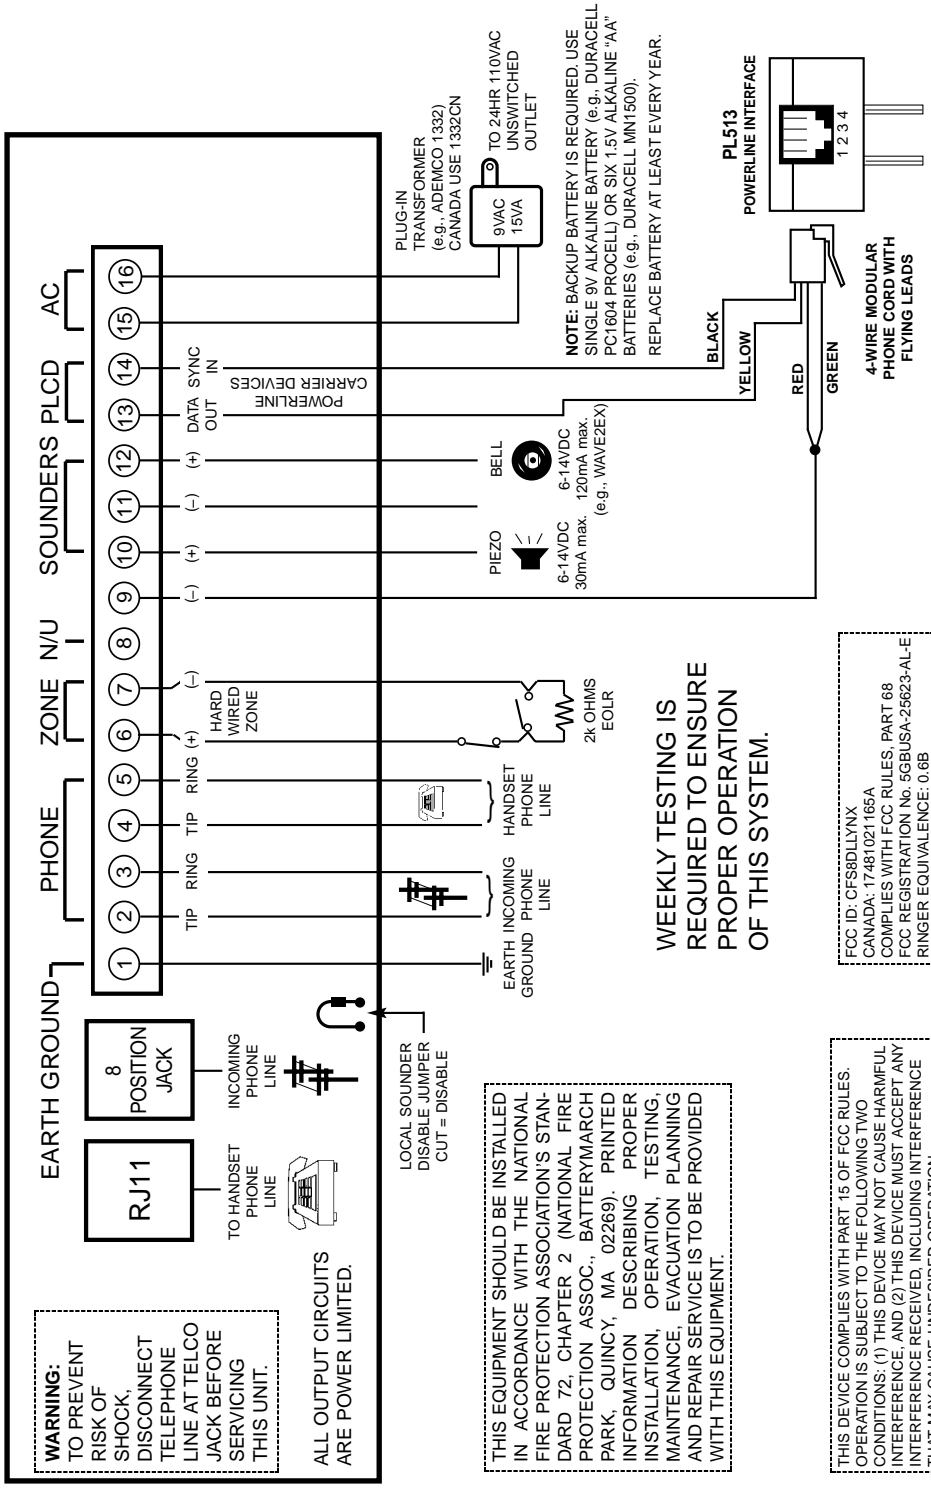 WARNING:
TO PREVENT
RISK OF
SHOCK,
DISCONNECT
TELEPHONE
LINE AT TELCO
JACK BEFORE
SERVICING
THIS UNIT.
ALL OUTPUT CIRCUITS
ARE POWER LIMITED.
RJ11
TO HANDSET
PHONE
LINE
8
POSITION
JACK
INCOMING
PHONE
LINE
EARTH GROUND
PHONE
ZONE
N/U
SOUNDERS
PLCD
AC
1
2
3
4
5
6
7
8
9
10
11
12
13
14
15
16
TIP
RING
TIP
RING
(+)
HARD
WIRED
ZONE
(–)
(–)
(+)
(–)
(+)
DATA
OUT
SYNC
IN
POWERLINE
CARRIER DEVICES
LOCAL SOUNDER
DISABLE JUMPER
CUT = DISABLE
EARTH
GROUND
INCOMING
PHONE
LINE
HANDSET
PHONE
LINE
2k OHMS
EOLR
PIEZO
6-14VDC
30mA max.
BELL
6-14VDC
120mA max.
(e.g., WAVE2EX)
PLUG-IN
TRANSFORMER
(e.g., ADEMCO 1332)
CANADA USE 1332CN
9VAC
15VA
TO 24HR 110VAC
UNSWITCHED
OUTLET
NOTE: BACKUP BATTERY IS REQUIRED. USE
SINGLE 9V ALKALINE BATTERY (e.g., DURACELL
PC1604 PROCELL) OR SIX 1.5V ALKALINE "AA"
BATTERIES (e.g., DURACELL MN1500).
REPLACE BATTERY AT LEAST EVERY YEAR.
BLACK
YELLOW
RED
GREEN
PL513
POWERLINE INTERFACE
1 2 3 4
4-WIRE MODULAR
PHONE CORD WITH
FLYING LEADS
THIS EQUIPMENT SHOULD BE INSTALLED
IN ACCORDANCE WITH THE NATIONAL
FIRE PROTECTION ASSOCIATION'S STAN-
DARD 72, CHAPTER 2 (NATIONAL FIRE
PROTECTION ASSOC., BATTERYMARCH
PARK, QUINCY, MA 02269). PRINTED
INFORMATION DESCRIBING PROPER
INSTALLATION, OPERATION, TESTING,
MAINTENANCE, EVACUATION PLANNING
AND REPAIR SERVICE IS TO BE PROVIDED
WITH THIS EQUIPMENT.
WEEKLY TESTING IS
REQUIRED TO ENSURE
PROPER OPERATION
OF THIS SYSTEM.
THIS DEVICE COMPLIES WITH PART 15 OF FCC RULES.
OPERATION IS SUBJECT TO THE FOLLOWING TWO
CONDITIONS: (1) THIS DEVICE MAY NOT CAUSE HARMFUL
INTERFERENCE, AND (2) THIS DEVICE MUST ACCEPT ANY
INTERFERENCE RECEIVED, INCLUDING INTERFERENCE
THAT MAY CAUSE UNDESIRED OPERATION.
FCC ID: CFS8DLLYNX
CANADA: 17481021165A
COMPLIES WITH FCC RULES, PART 68
FCC REGISTRATION No. 5GBUSA-25623-AL-E
RINGER EQUIVALENCE: 0.6B